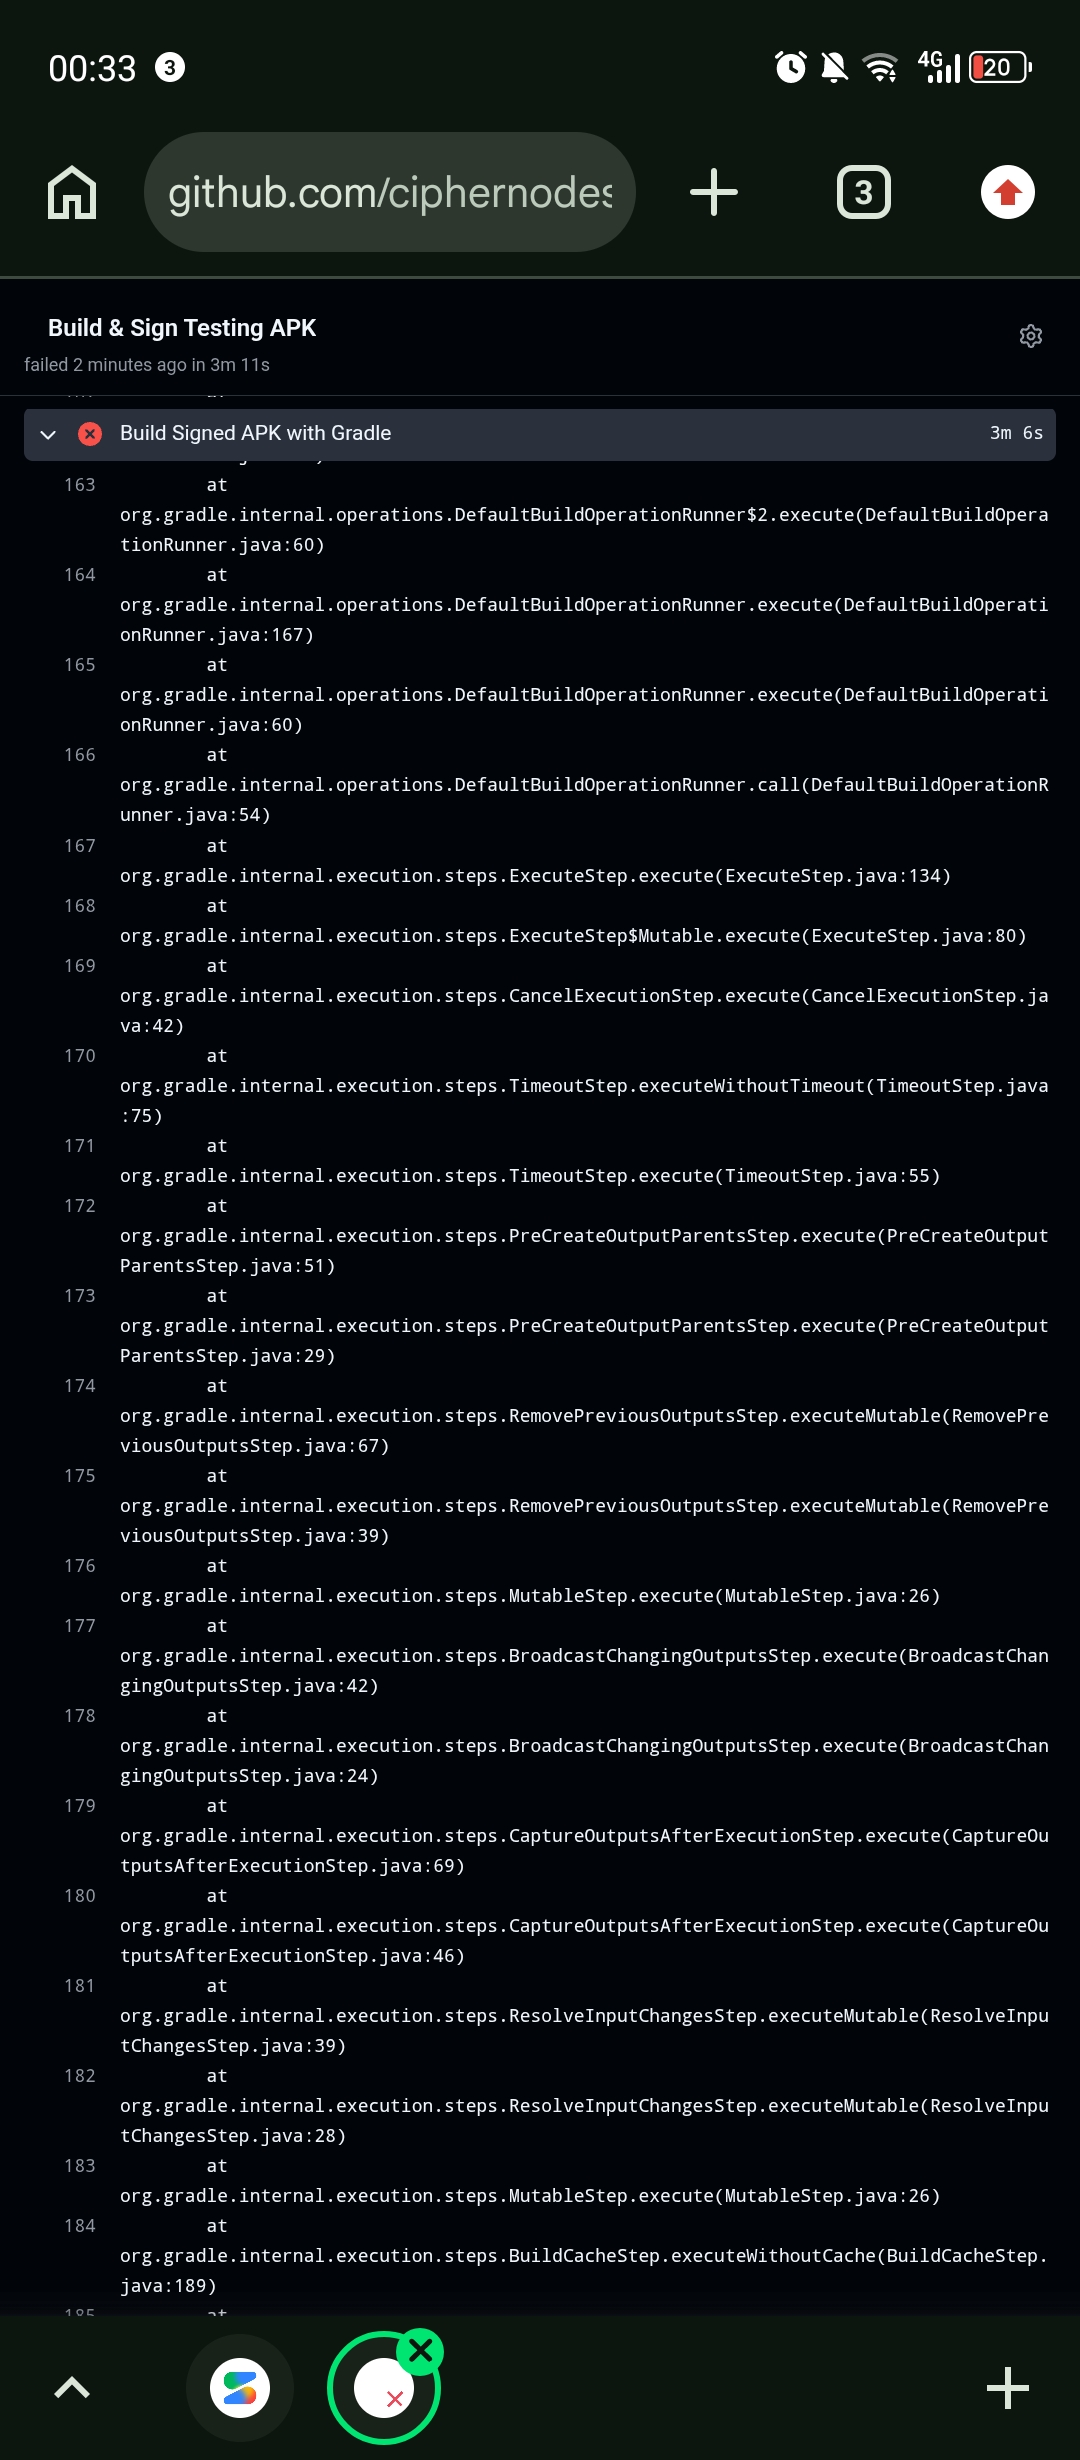 00:33 3 4G 20
github.com/ciphernodes 3
Build & Sign Testing APK
failed 2 minutes ago in 3m 11s
Build Signed APK with Gradle 3m 6s
163 at
org.gradle.internal.operations.DefaultBuildOperationRunner$2.execute(DefaultBuildOpera
tionRunner.java:60)
164 at
org.gradle.internal.operations.DefaultBuildOperationRunner.execute(DefaultBuildOperati
onRunner.java:167)
165 at
org.gradle.internal.operations.DefaultBuildOperationRunner.execute(DefaultBuildOperati
onRunner.java:60)
166 at
org.gradle.internal.operations.DefaultBuildOperationRunner.call(DefaultBuildOperationR
unner.java:54)
167 at
org.gradle.internal.execution.steps.ExecuteStep.execute(ExecuteStep.java:134)
168 at
org.gradle.internal.execution.steps.ExecuteStep$Mutable.execute(ExecuteStep.java:80)
169 at
org.gradle.internal.execution.steps.CancelExecutionStep.execute(CancelExecutionStep.ja
va:42)
170 at
org.gradle.internal.execution.steps.TimeoutStep.executeWithoutTimeout(TimeoutStep.java
:75)
171 at
org.gradle.internal.execution.steps.TimeoutStep.execute(TimeoutStep.java:55)
172 at
org.gradle.internal.execution.steps.PreCreateOutputParentsStep.execute(PreCreateOutput
ParentsStep.java:51)
173 at
org.gradle.internal.execution.steps.PreCreateOutputParentsStep.execute(PreCreateOutput
ParentsStep.java:29)
174 at
org.gradle.internal.execution.steps.RemovePreviousOutputsStep.executeMutable(RemovePre
viousOutputsStep.java:67)
175 at
org.gradle.internal.execution.steps.RemovePreviousOutputsStep.executeMutable(RemovePre
viousOutputsStep.java:39)
176 at
org.gradle.internal.execution.steps.MutableStep.execute(MutableStep.java:26)
177 at
org.gradle.internal.execution.steps.BroadcastChangingOutputsStep.execute(BroadcastChan
gingOutputsStep.java:42)
178 at
org.gradle.internal.execution.steps.BroadcastChangingOutputsStep.execute(BroadcastChan
gingOutputsStep.java:24)
179 at
org.gradle.internal.execution.steps.CaptureOutputsAfterExecutionStep.execute(CaptureOu
tputsAfterExecutionStep.java:69)
180 at
org.gradle.internal.execution.steps.CaptureOutputsAfterExecutionStep.execute(CaptureOu
tputsAfterExecutionStep.java:46)
181 at
org.gradle.internal.execution.steps.ResolveInputChangesStep.executeMutable(ResolveInpu
tChangesStep.java:39)
182 at
org.gradle.internal.execution.steps.ResolveInputChangesStep.executeMutable(ResolveInpu
tChangesStep.java:28)
183 at
org.gradle.internal.execution.steps.MutableStep.execute(MutableStep.java:26)
184 at
org.gradle.internal.execution.steps.BuildCacheStep.executeWithoutCache(BuildCacheStep.
java:189)
185 at